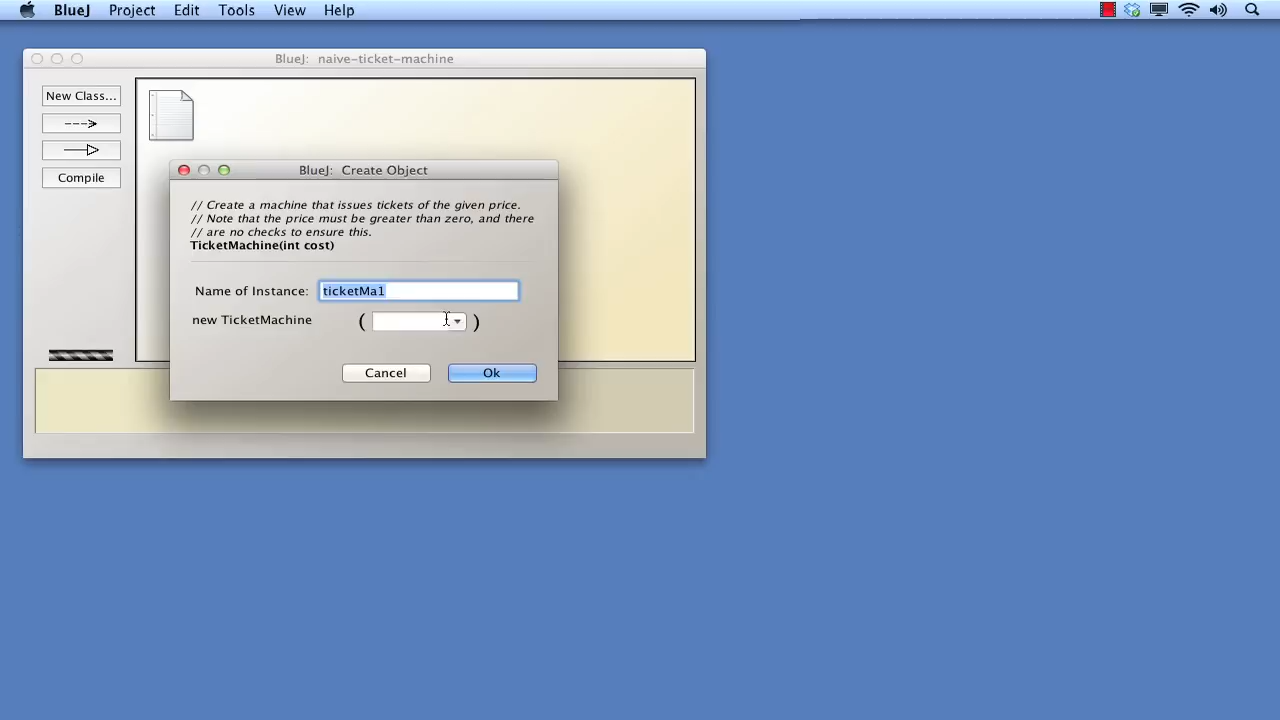 BlueJ Project Edit Tools View Help
BlueJ: naive-ticket-machine
New Class...
Compile
BlueJ: Create Object
// Create a machine that issues tickets of the given price.
// Note that the price must be greater than zero, and there
// are no checks to ensure this.
TicketMachine(int cost)
Name of Instance: ticketMa1
new TicketMachine ( )
Cancel Ok